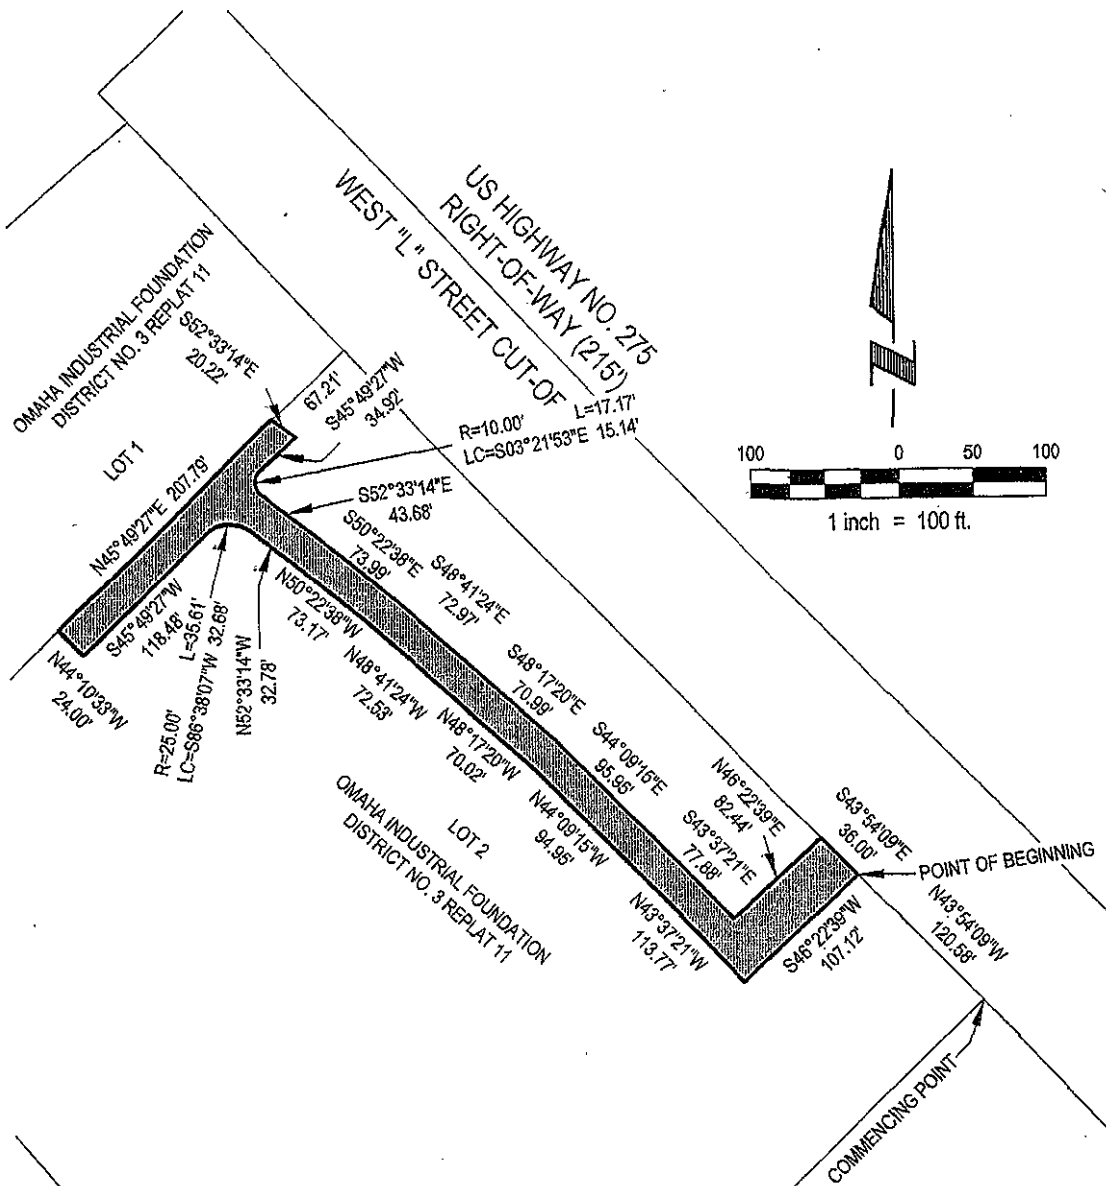 US HIGHWAY NO. 275
RIGHT-OF-WAY (215')
WEST "L" STREET CUT-OF
OMAHA INDUSTRIAL FOUNDATION
DISTRICT NO. 3 REPLAT 11
S52°33'14"E
20.22'
LOT 1
67.21'
S45°49'27"W
34.92'
R=10.00'
L=17.17'
LC=S03°21'53"E 15.14'
100
0
50
100
1 inch = 100 ft.
S52°33'14"E
43.68'
N45°49'27"E 207.79'
S50°22'38"E
73.99'
S48°41'24"E
72.97'
S45°49'27"W
118.48'
N50°22'38"W
73.17'
L=35.61'
R=25.00'
LC=S86°38'07"W 32.68'
N52°33'14"W
32.78'
N44°10'33"W
24.00'
N48°41'24"W
72.53'
S48°17'20"E
70.99'
N48°17'20"W
70.02'
S44°09'16"E
95.96'
N44°09'15"W
94.95'
N46°22'39"E
82.44'
S43°37'21"E
77.88'
S43°54'09"E
36.00'
POINT OF BEGINNING
N43°54'09"W
120.58'
LOT 2
OMAHA INDUSTRIAL FOUNDATION
DISTRICT NO. 3 REPLAT 11
N43°37'21"W
113.77'
S46°22'39"W
107.12'
COMMENCING POINT